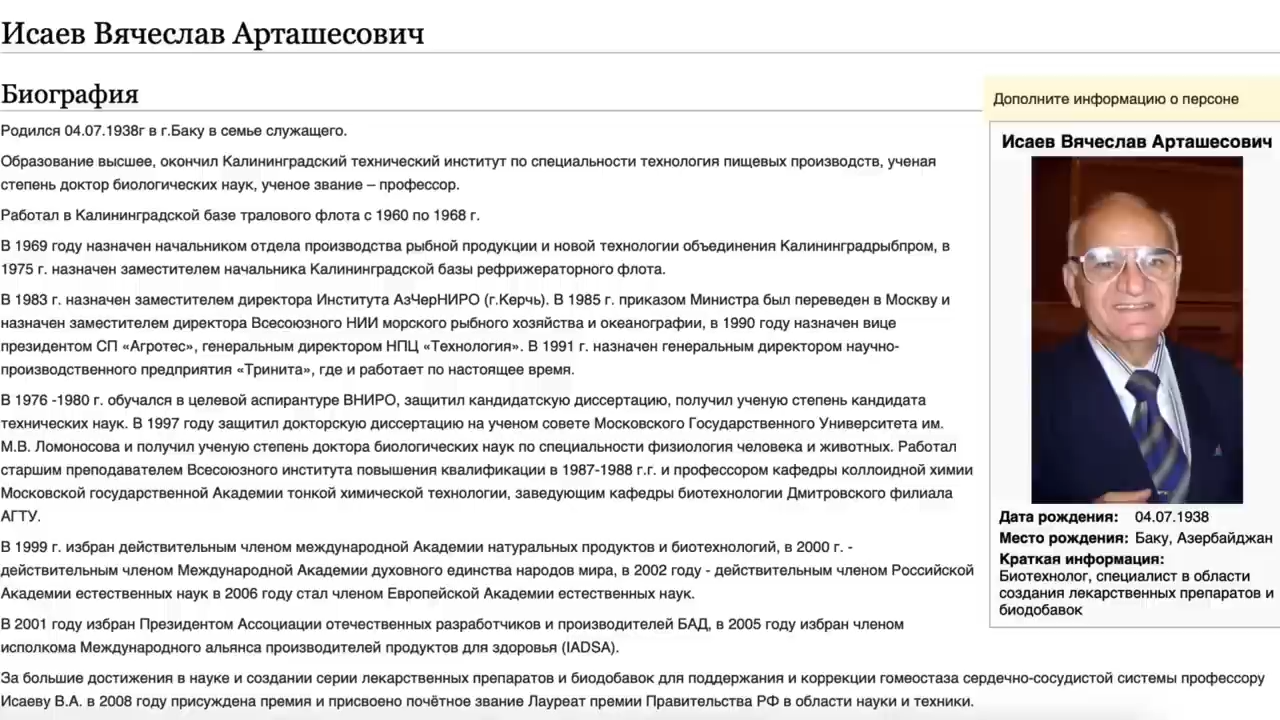 Исаев Вячеслав Арташесович
Биография
Родился 04.07.1938г в г.Баку в семье служащего.
Образование высшее, окончил Калининградский технический институт по специальности технология пищевых производств, ученая
степень доктор биологических наук, ученое звание – профессор.
Работал в Калининградской базе тралового флота с 1960 по 1968 г.
В 1969 году назначен начальником отдела производства рыбной продукции и новой технологии объединения Калининградрыбпром, в
1975 г. назначен заместителем начальника Калининградской базы рефрижераторного флота.
В 1983 г. назначен заместителем директора Института АзЧерНИРО (г.Керчь). В 1985 г. приказом Министра был переведен в Москву и
назначен заместителем директора Всесоюзного НИИ морского рыбного хозяйства и океанографии, в 1990 году назначен вице
президентом СП «Агротес», генеральным директором НПЦ «Технология». В 1991 г. назначен генеральным директором научно-
производственного предприятия «Тринита», где и работает по настоящее время.
В 1976 -1980 г. обучался в целевой аспирантуре ВНИРО, защитил кандидатскую диссертацию, получил ученую степень кандидата
технических наук. В 1997 году защитил докторскую диссертацию на ученом совете Московского Государственного Университета им.
М.В. Ломоносова и получил ученую степень доктора биологических наук по специальности физиология человека и животных. Работал
старшим преподавателем Всесоюзного института повышения квалификации в 1987-1988 г.г. и профессором кафедры коллоидной химии
Московской государственной Академии тонкой химической технологии, заведующим кафедры биотехнологии Дмитровского филиала
АГТУ.
В 1999 г. избран действительным членом международной Академии натуральных продуктов и биотехнологий, в 2000 г. -
действительным членом Международной Академии духовного единства народов мира, в 2002 году - действительным членом Российской
Академии естественных наук в 2006 году стал членом Европейской Академии естественных наук.
В 2001 году избран Президентом Ассоциации отечественных разработчиков и производителей БАД, в 2005 году избран членом
исполкома Международного альянса производителей продуктов для здоровья (IADSA).
За большие достижения в науке и создании серии лекарственных препаратов и биодобавок для поддержания и коррекции гомеостаза сердечно-сосудистой системы профессору
Исаеву В.А. в 2008 году присуждена премия и присвоено почётное звание Лауреат премии Правительства РФ в области науки и техники.
Дополните информацию о персоне
Исаев Вячеслав Арташесович
Дата рождения: 04.07.1938
Место рождения: Баку, Азербайджан
Краткая информация:
Биотехнолог, специалист в области
создания лекарственных препаратов и
биодобавок